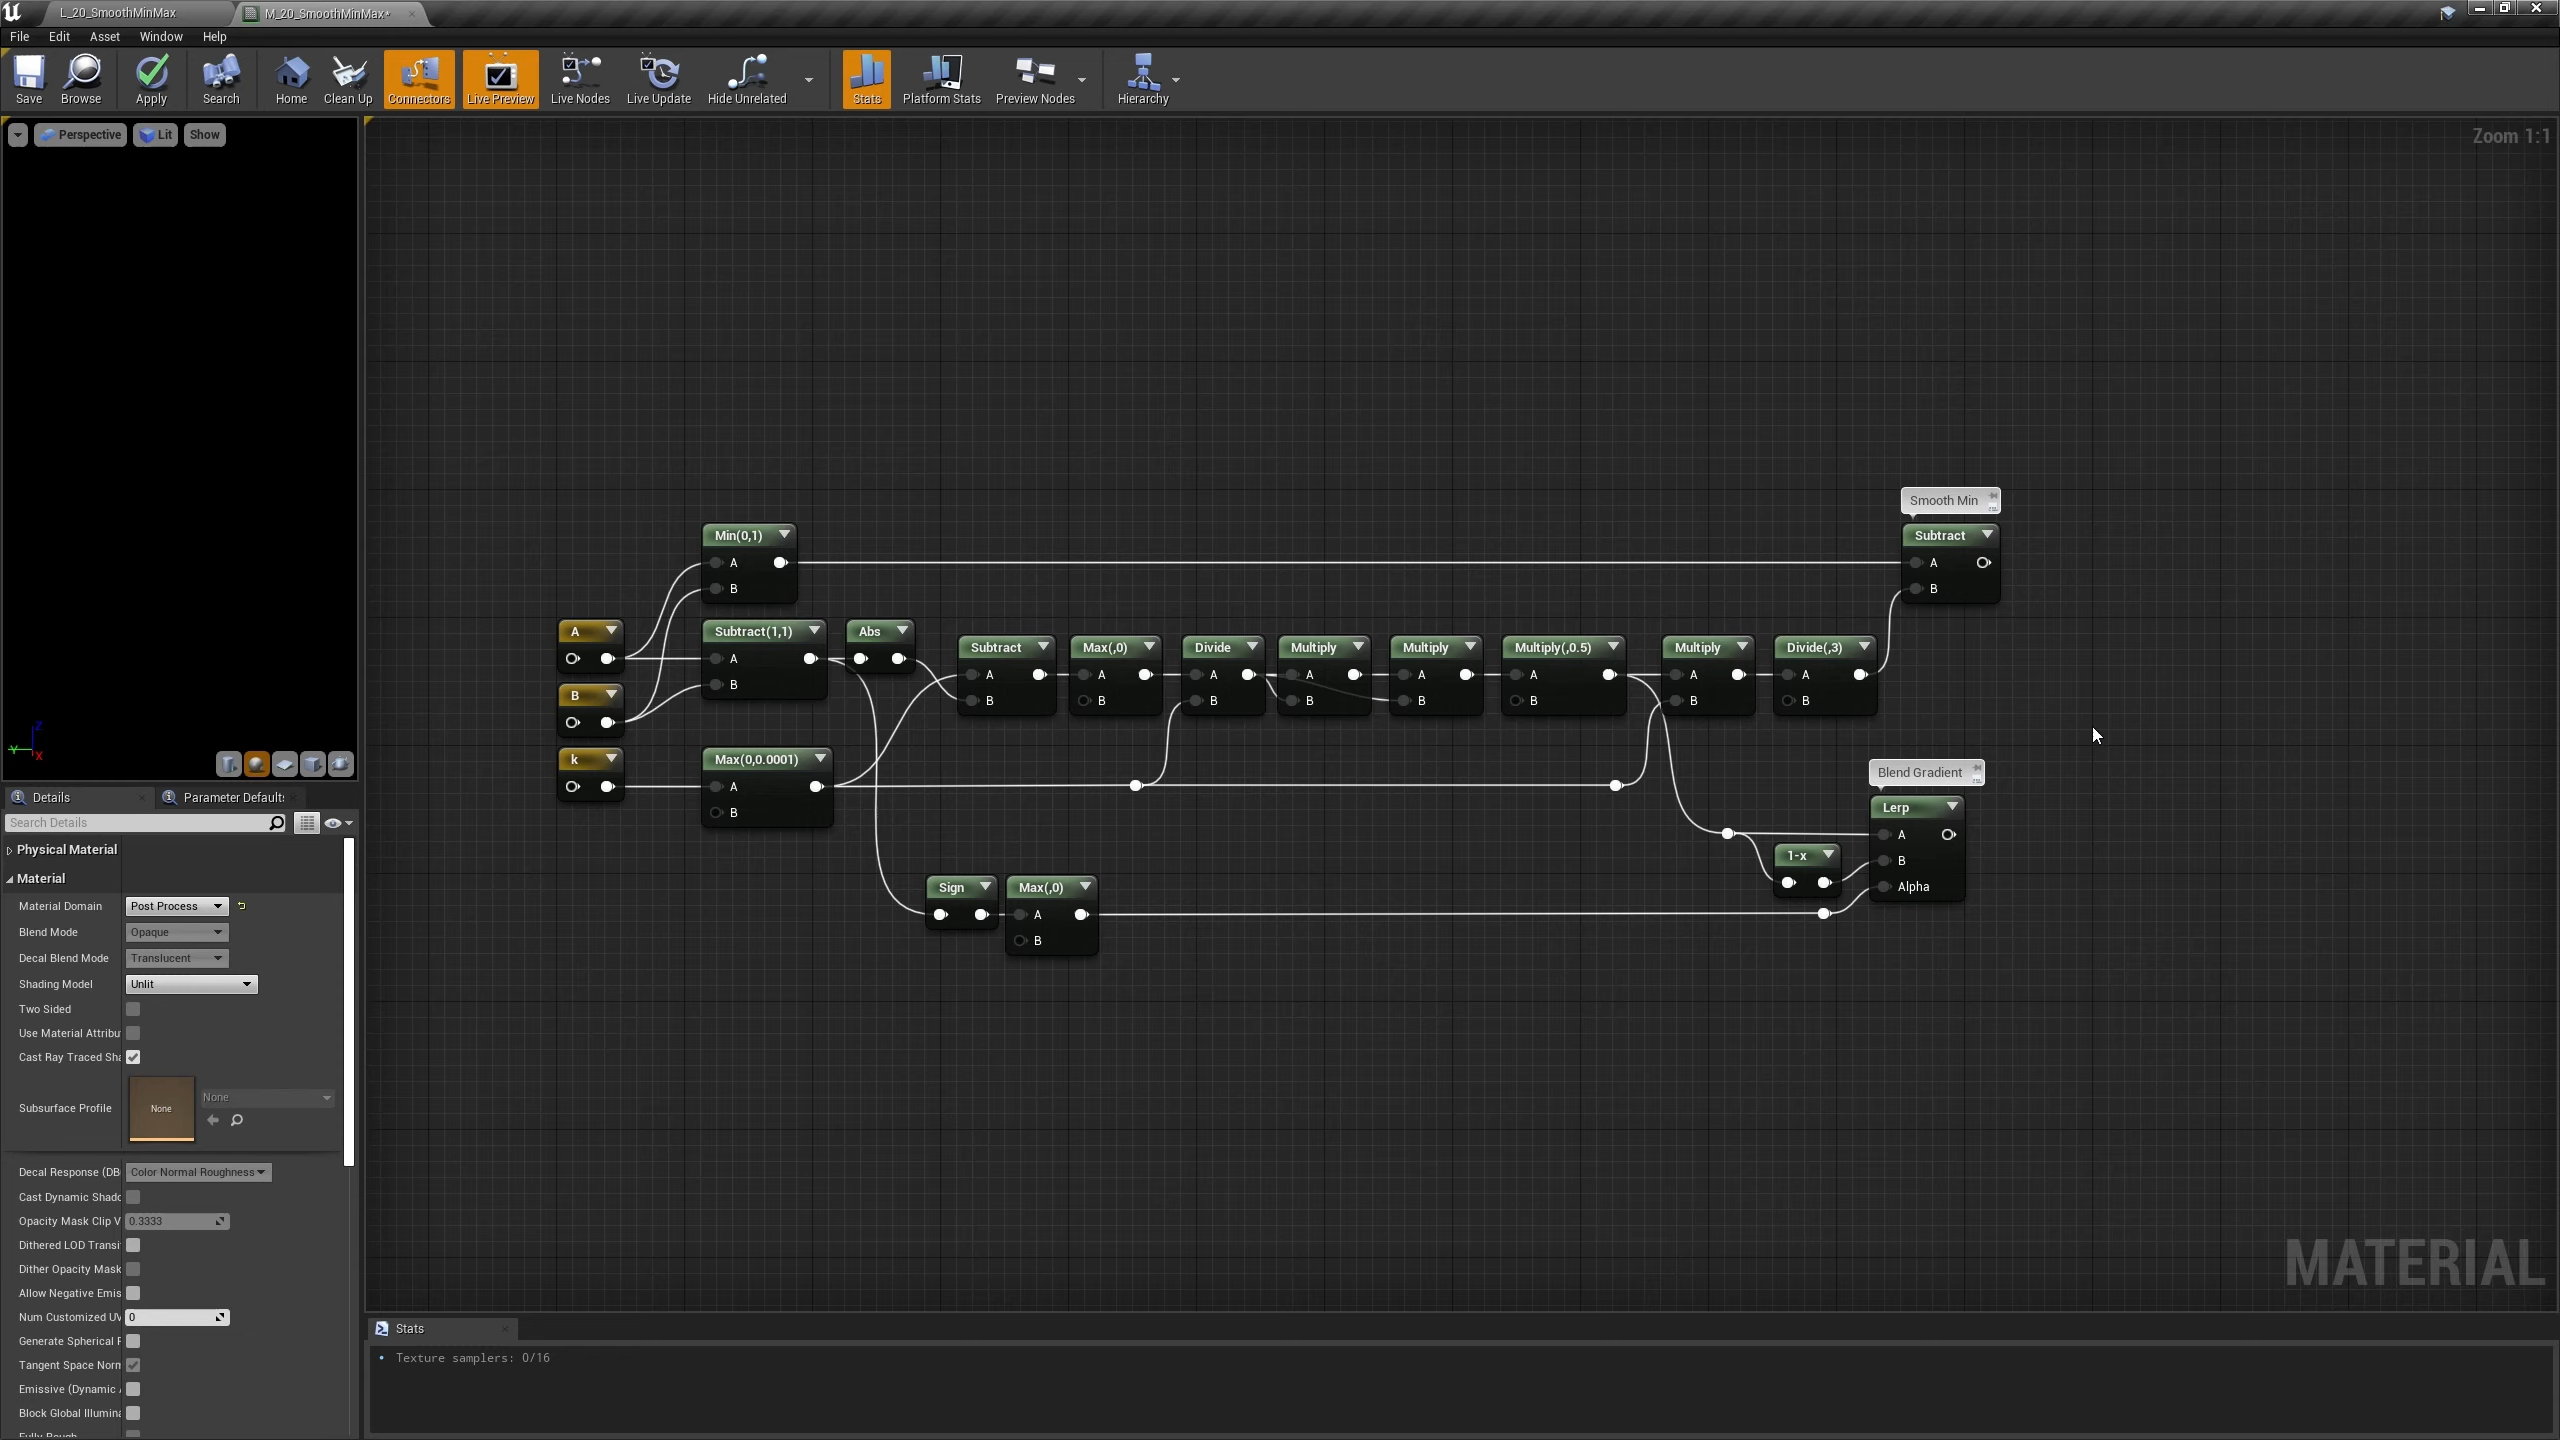 L_20_SmoothMinMax
M_20_SmoothMinMax*
File Edit Asset Window Help
Save Browse Apply Search Home Clean Up Connectors Live Preview Live Nodes Live Update Hide Unrelated Stats Platform Stats Preview Nodes Hierarchy
Perspective Lit Show
Zoom 1:1
Smooth Min
Min(0,1)
A
B
Subtract
A
B
A
B
k
Subtract(1,1)
A
B
Abs
Subtract
A
B
Max(,0)
A
B
Divide
A
B
Multiply
A
B
Multiply
A
B
Multiply(,0.5)
A
B
Multiply
A
B
Divide(,3)
A
B
Max(0,0.0001)
A
B
Blend Gradient
Lerp
A
B
Alpha
1-x
Sign
Max(,0)
A
B
MATERIAL
Z
Y
X
Details
Parameter Default
Search Details
Physical Material
Material
Material Domain Post Process
Blend Mode Opaque
Decal Blend Mode Translucent
Shading Model Unlit
Two Sided
Use Material Attribu
Cast Ray Traced Sha
Subsurface Profile None None
Decal Response (DB Color Normal Roughness
Cast Dynamic Shado
Opacity Mask Clip V 0.3333
Dithered LOD Transi
Dither Opacity Mask
Allow Negative Emis
Num Customized UV 0
Generate Spherical P
Tangent Space Norm
Emissive (Dynamic A
Block Global Illumina
Fully Rough
Stats
• Texture samplers: 0/16